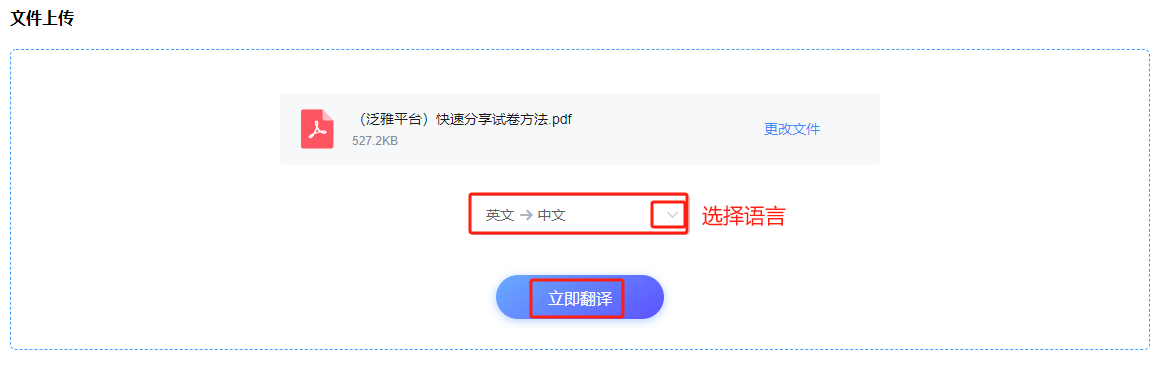 文件上传
（泛雅平台）快速分享试卷方法.pdf
527.2KB
更改文件
英文 → 中文
选择语言
立即翻译